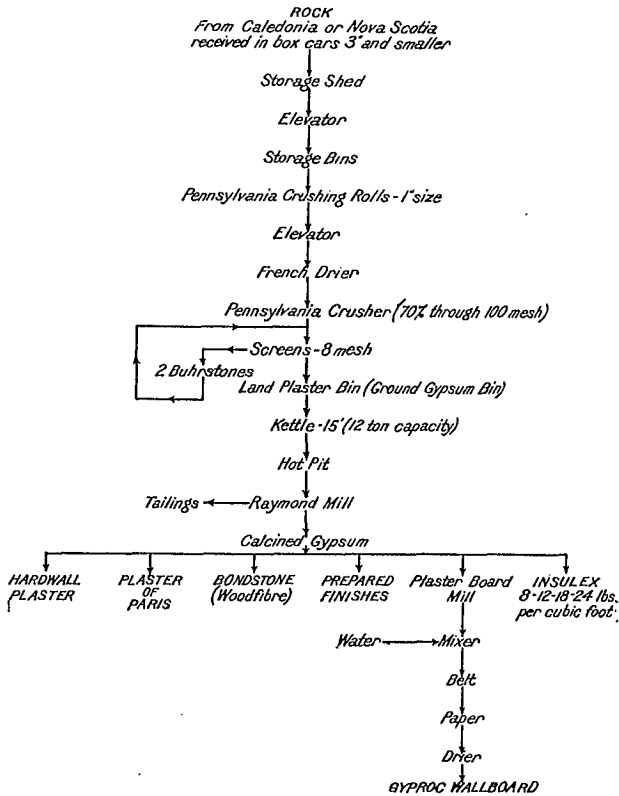 ROCK
From Caledonia or Nova Scotia
received in box cars 3" and smaller
Storage Shed
Elevator
Storage Bins
Pennsylvania Crushing Rolls - 1" size
Elevator
French Drier
Pennsylvania Crusher (70% through 100 mesh)
Screens - 8 mesh
2 Buhrstones
Land Plaster Bin (Ground Gypsum Bin)
Kettle - 15' (12 ton capacity)
Hot Pit
Tailings
Raymond Mill
Calcined Gypsum
HARDWALL
PLASTER
PLASTER
OF
PARIS
BONDSTONE
(Woodfibre)
PREPARED
FINISHES
Plaster Board
Mill
INSULEX
8-12-18-24 lbs.
per cubic foot
Water
Mixer
Belt
Paper
Drier
GYPROC WALLBOARD